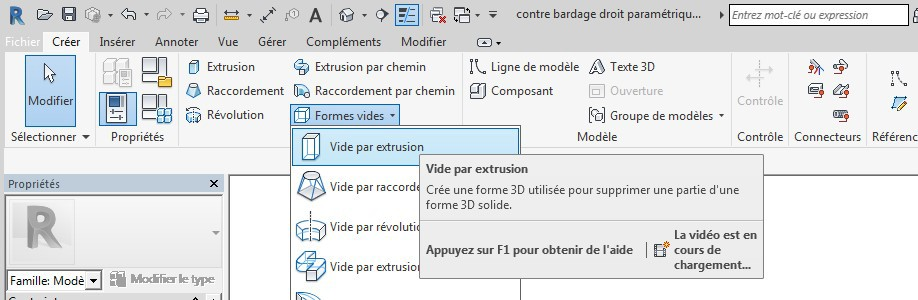 contre bardage droit paramétriqu...
Entrez mot-clé ou expression
Fichier Créer Insérer Annoter Vue Gérer Compléments Modifier
Modifier
Sélectionner
Propriétés
Extrusion
Raccordement
Révolution
Extrusion par chemin
Raccordement par chemin
Formes vides
Ligne de modèle
Composant
Texte 3D
Ouverture
Groupe de modèles
Modèle
Contrôle
Contrôle
Connecteurs
Référenc
Vide par extrusion
Vide par raccorde
Vide par révolutio
Vide par extrusion
Vide par extrusion
Crée une forme 3D utilisée pour supprimer une partie d'une
forme 3D solide.
Appuyez sur F1 pour obtenir de l'aide
La vidéo est en
cours de
chargement...
Propriétés
R
Famille: Modè
Modifier le type